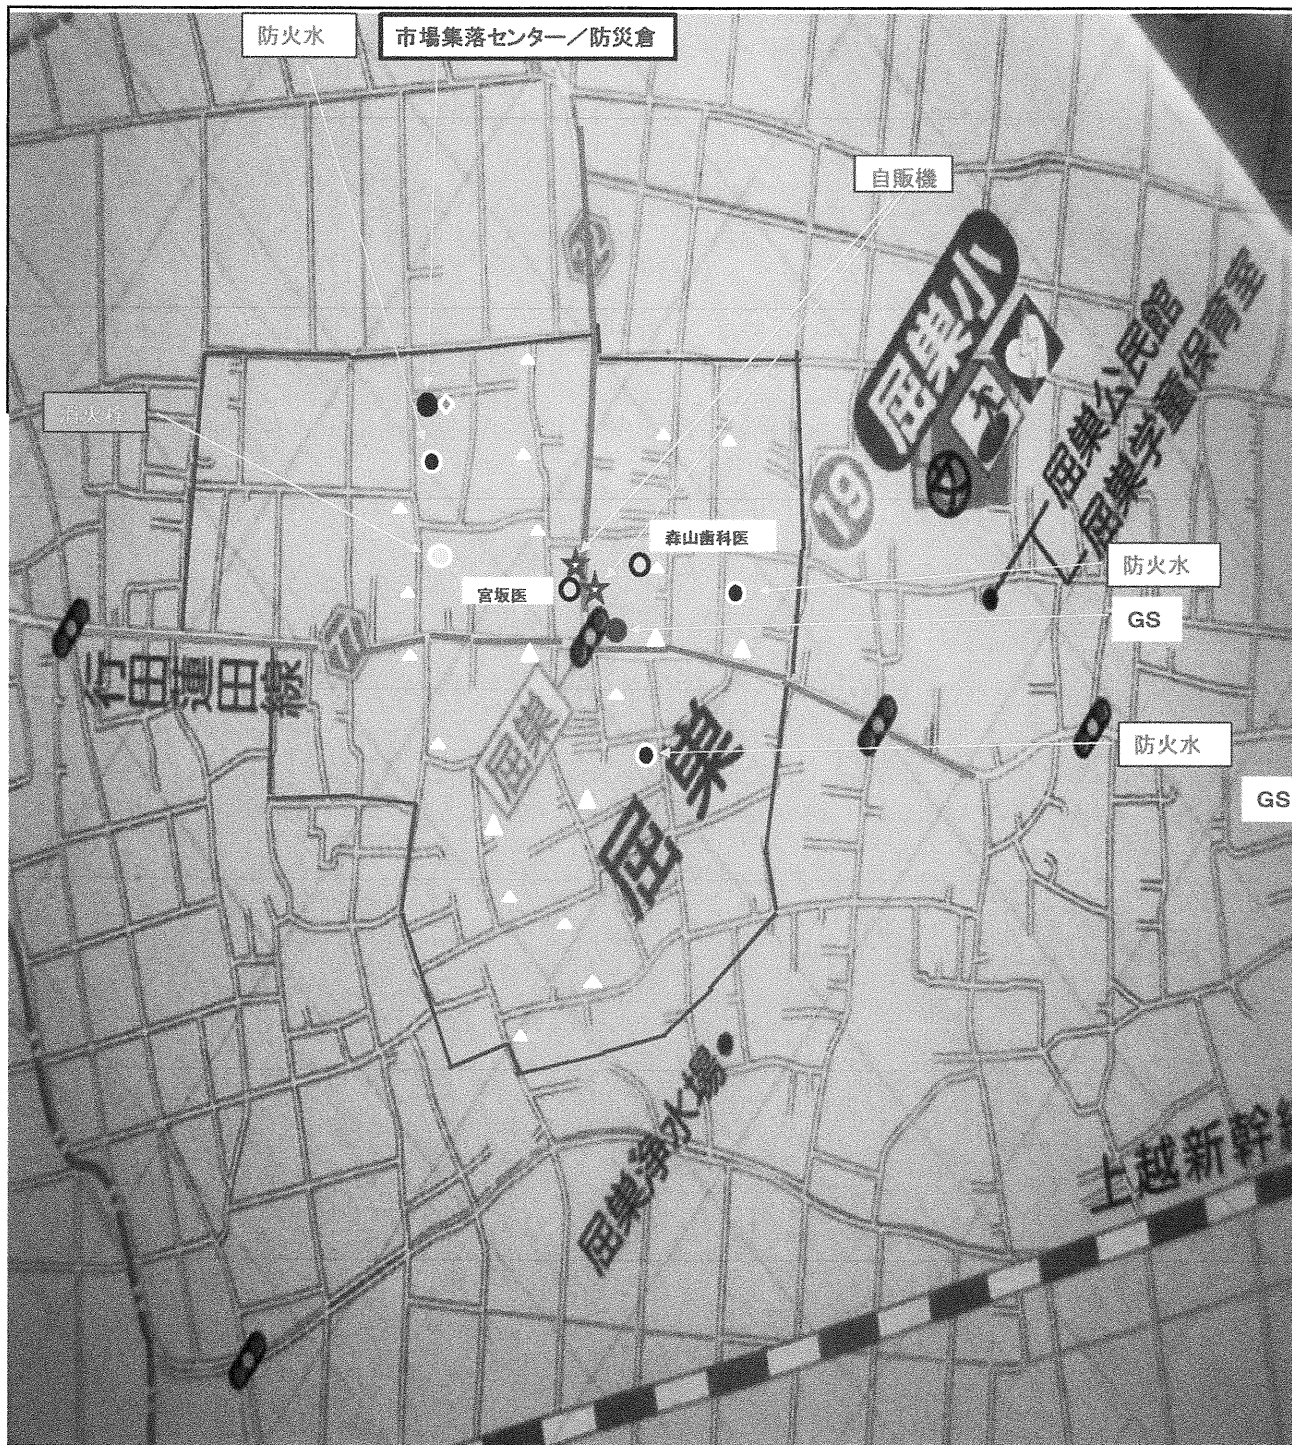 防火水
市場集落センター／防災倉
自販機
屈巣小
屈巣公民館
屈巣学童保育室
消火栓
19
森山歯科医
宮坂医
防火水
GS
行田蓮田線
77
屈巣
屈巣
防火水
GS
屈巣浄水場
上越新幹線